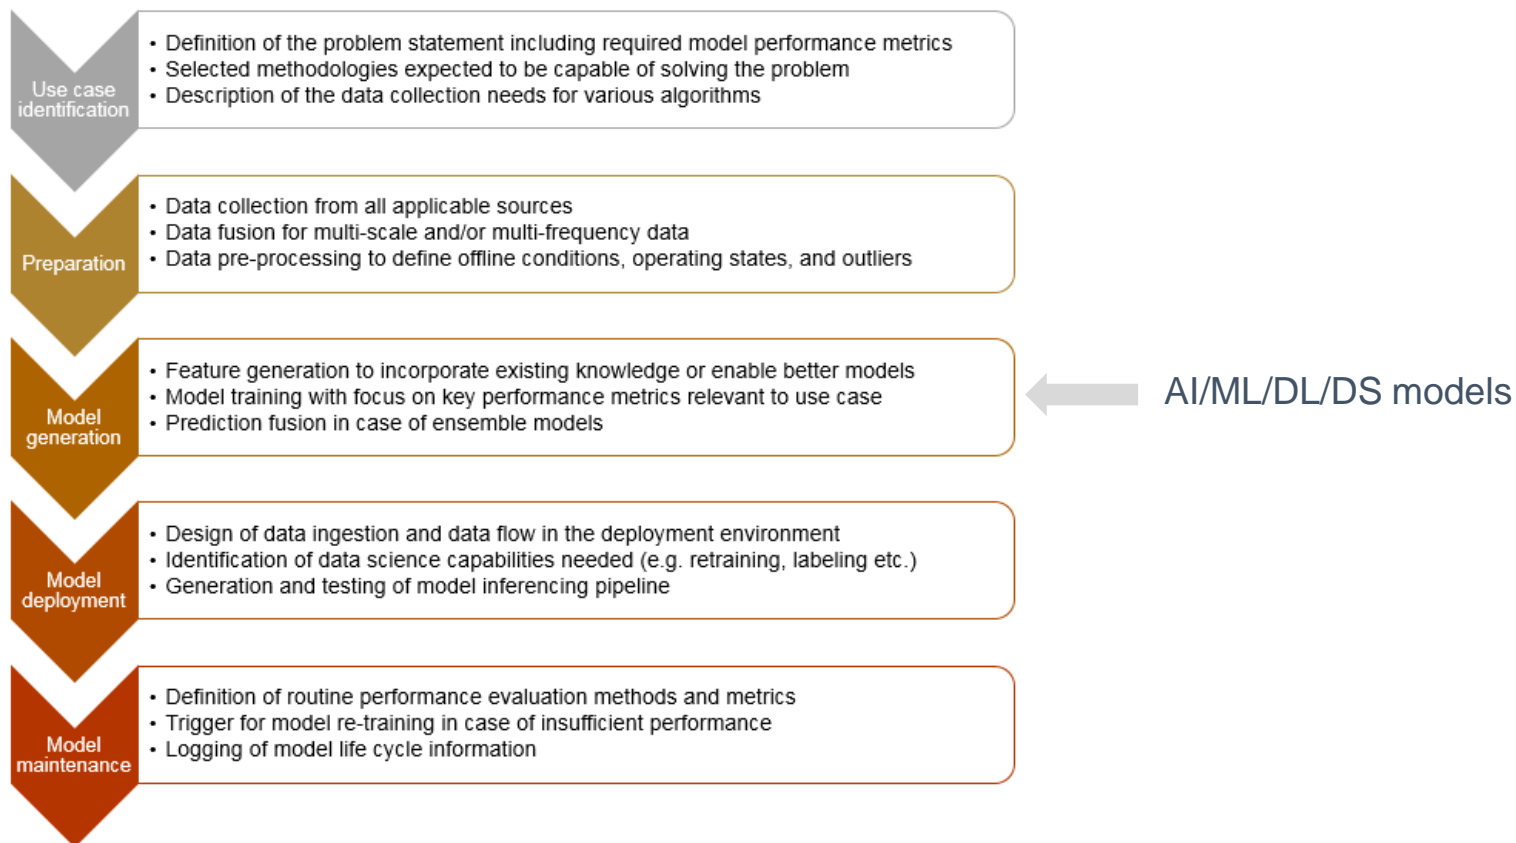 Use case
identification
• Definition of the problem statement including required model performance metrics
• Selected methodologies expected to be capable of solving the problem
• Description of the data collection needs for various algorithms
Preparation
• Data collection from all applicable sources
• Data fusion for multi-scale and/or multi-frequency data
• Data pre-processing to define offline conditions, operating states, and outliers
Model
generation
• Feature generation to incorporate existing knowledge or enable better models
• Model training with focus on key performance metrics relevant to use case
• Prediction fusion in case of ensemble models
AI/ML/DL/DS models
Model
deployment
• Design of data ingestion and data flow in the deployment environment
• Identification of data science capabilities needed (e.g. retraining, labeling etc.)
• Generation and testing of model inferencing pipeline
Model
maintenance
• Definition of routine performance evaluation methods and metrics
• Trigger for model re-training in case of insufficient performance
• Logging of model life cycle information